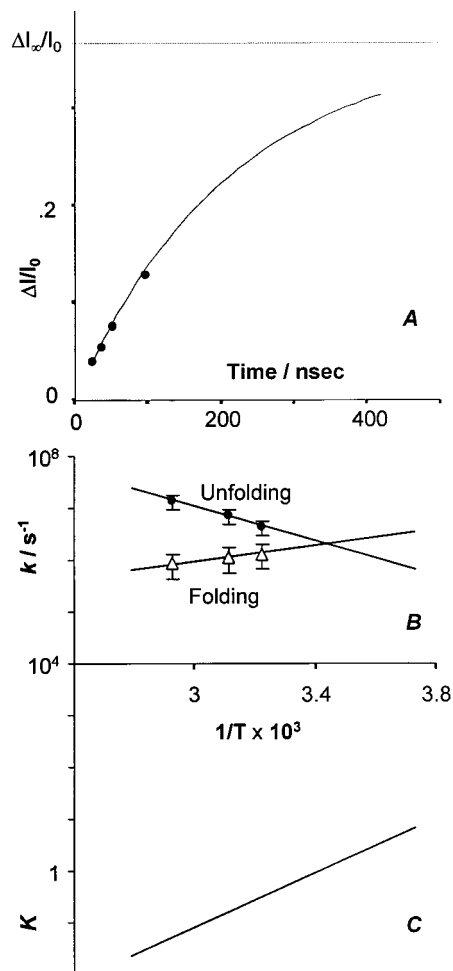 ΔI∞/I0
.2
ΔI/I0
A
Time / nsec
0
0 200 400
10^8
Unfolding
k / s^-1
Folding
B
10^4
3 3.4 3.8
1/T x 10^3
1
K
C